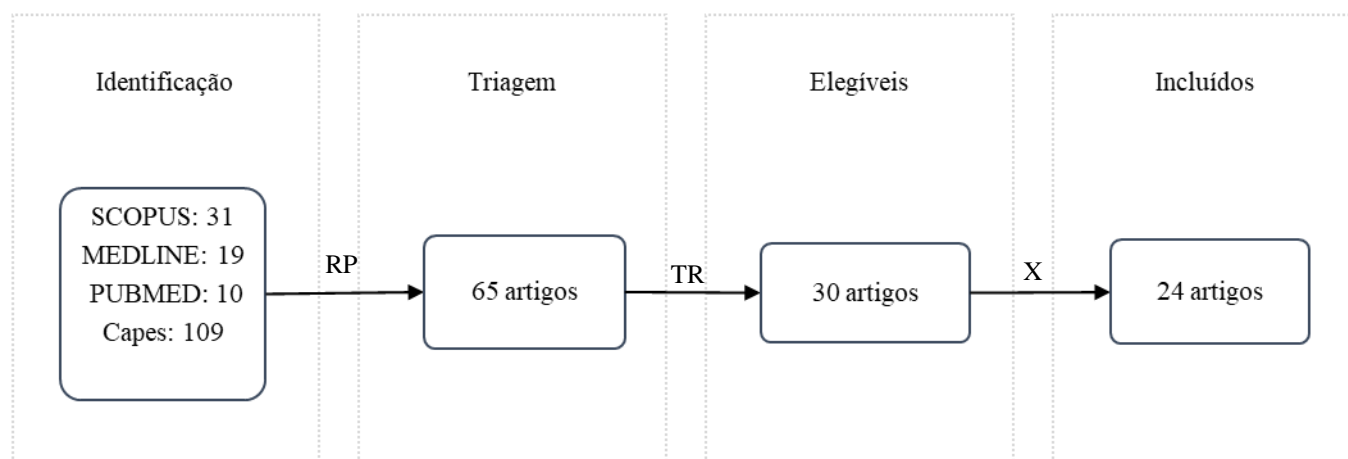 Identificação
Triagem
Elegíveis
Incluídos
SCOPUS: 31
MEDLINE: 19
PUBMED: 10
Capes: 109
RP
65 artigos
TR
30 artigos
X
24 artigos